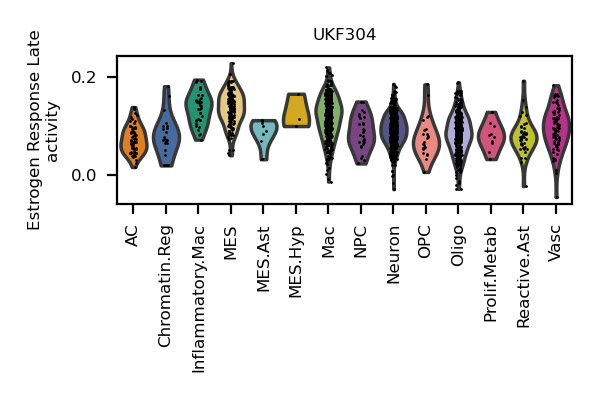 UKF304
Estrogen Response Late
activity
0.2
0.0
AC
Chromatin.Reg
Inflammatory.Mac
MES
MES.Ast
MES.Hyp
Mac
NPC
Neuron
OPC
Oligo
Prolif.Metab
Reactive.Ast
Vasc